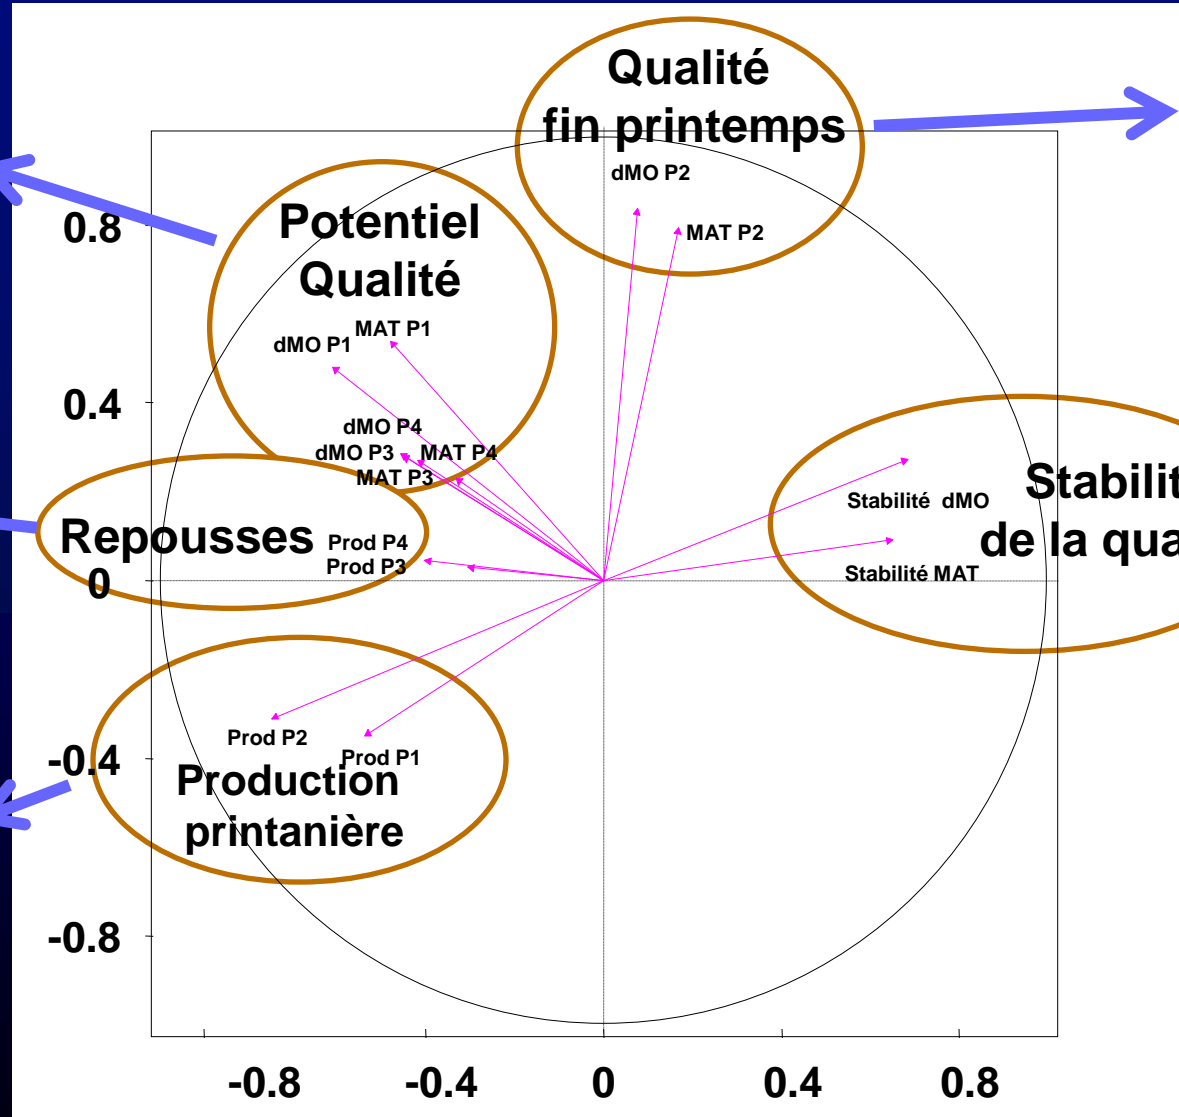 Qualité
fin printemps
dMO P2
MAT P2
Potentiel
Qualité
MAT P1
dMO P1
dMO P4
dMO P3
MAT P4
MAT P3
Repousses
Prod P4
Prod P3
Stabilit
de la qua
Stabilité dMO
Stabilité MAT
Prod P2
Prod P1
Production
printanière
0.8
0.4
0
-0.4
-0.8
-0.8
-0.4
0
0.4
0.8